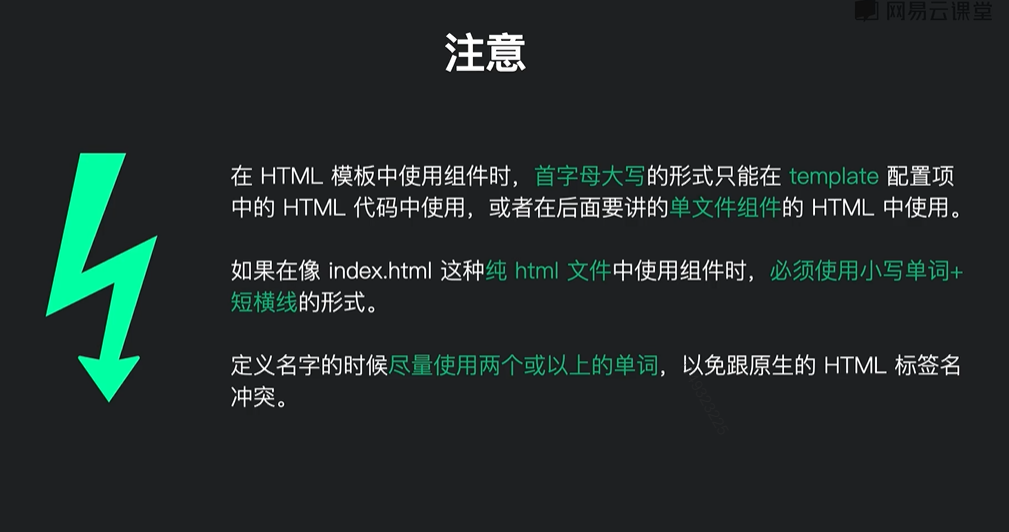 网易云课堂
注意
在 HTML 模板中使用组件时，首字母大写的形式只能在 template 配置项
中的 HTML 代码中使用，或者在后面要讲的单文件组件的 HTML 中使用。
如果在像 index.html 这种纯 html 文件中使用组件时，必须使用小写单词+
短横线的形式。
定义名字的时候尽量使用两个或以上的单词，以免跟原生的 HTML 标签名
冲突。